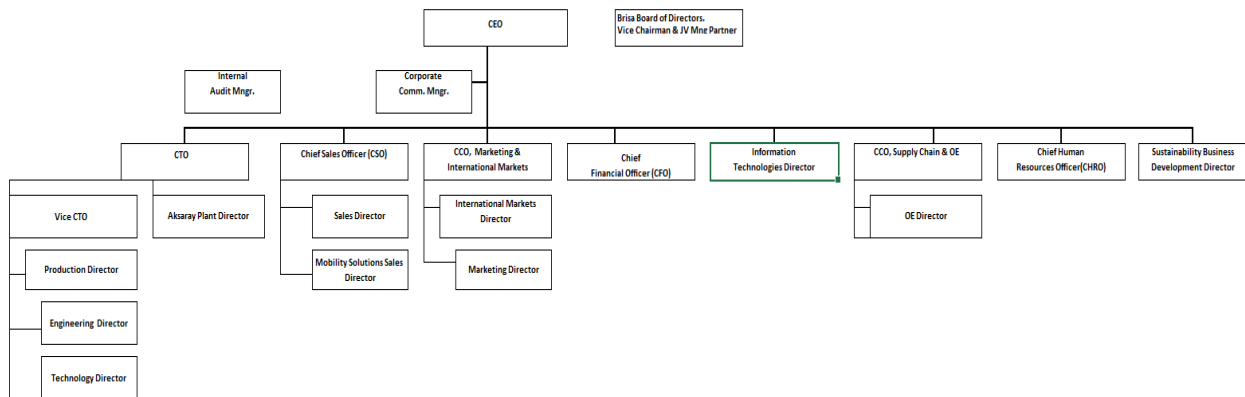 CEO
Brisa Board of Directors.
Vice Chairman & JV Mng Partner
Internal
Audit Mngr.
Corporate
Comm. Mngr.
CTO
Chief Sales Officer (CSO)
CCO, Marketing &
International Markets
Chief
Financial Officer (CFO)
Information
Technologies Director
CCO, Supply Chain & OE
Chief Human
Resources Officer(CHRO)
Sustainability Business
Development Director
Vice CTO
Aksaray Plant Director
Sales Director
International Markets
Director
OE Director
Production Director
Mobility Solutions Sales
Director
Marketing Director
Engineering Director
Technology Director